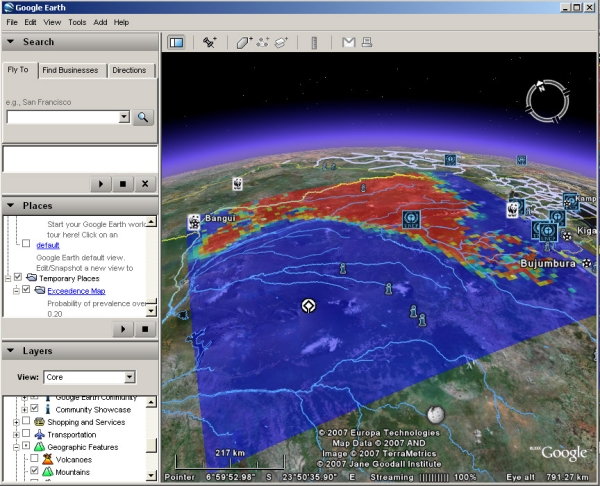 Google Earth
File Edit View Tools Add Help
Search
Fly To Find Businesses Directions
e.g., San Francisco
Places
Start your Google Earth worl
tour here! Click on an
default
Google Earth default view.
Edit/Snapshot a new view to
Temporary Places
Exceedence Map
Probability of prevalence over
0.20
Layers
View: Core
Google Earth Community
Community Showcase
Shopping and Services
Transportation
Geographic Features
Volcanoes
Mountains
Bangui
Kamp
Kiga
Bujumbura
© 2007 Europa Technologies
Map Data © 2007 AND
Image © 2007 TerraMetrics
© 2007 Jane Goodall Institute
217 km
Google
Pointer 6°59'52.98" S 23°50'35.90" E Streaming 100% Eye alt 791.27 km